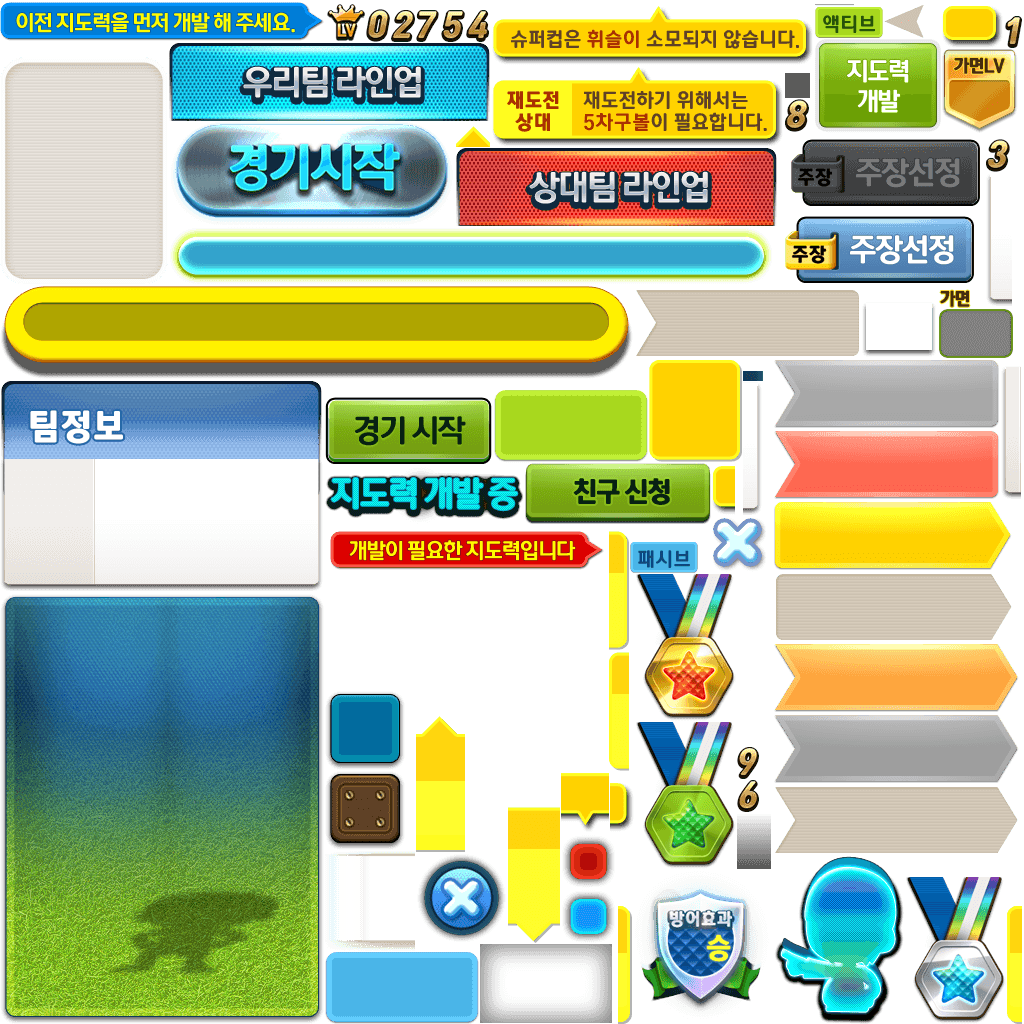 이전 지도력을 먼저 개발 해 주세요.
LV 02754
슈퍼컵은 휘슬이 소모되지 않습니다.
액티브
1
우리팀 라인업
지도력
개발
가면LV
재도전
상대
재도전하기 위해서는
5차구볼이 필요합니다.
8
경기시작
상대팀 라인업
주장
주장선정
3
주장
주장선정
가면
팀정보
경기 시작
지도력 개발 중
친구 신청
개발이 필요한 지도력입니다
패시브
9
6
방어효과
승